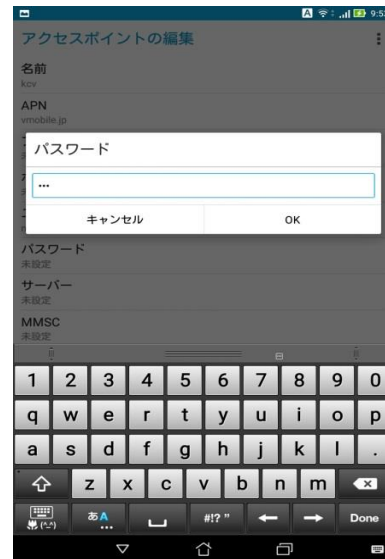 A 9:5
アクセスポイントの編集
名前
kcv
APN
vmobile.jp
パスワード
•••
キャンセル OK
パスワード
未設定
サーバー
未設定
MMSC
未設定
1 2 3 4 5 6 7 8 9 0
q w e r t y u i o p
a s d f g h j k l .
z x c v b n m
(^_^) あA ... #!? " Done